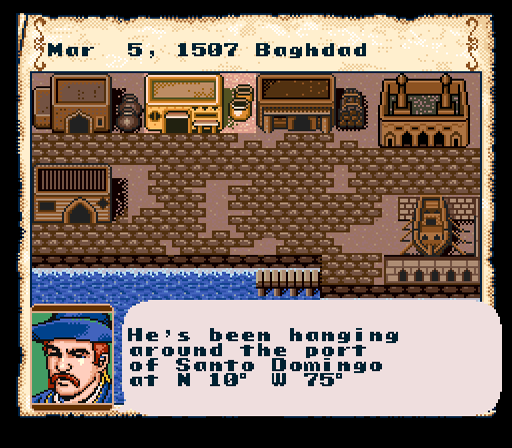 Mar 5, 1507 Baghdad
He's been hanging
around the port
of Santo Domingo
at N 10° W 75°